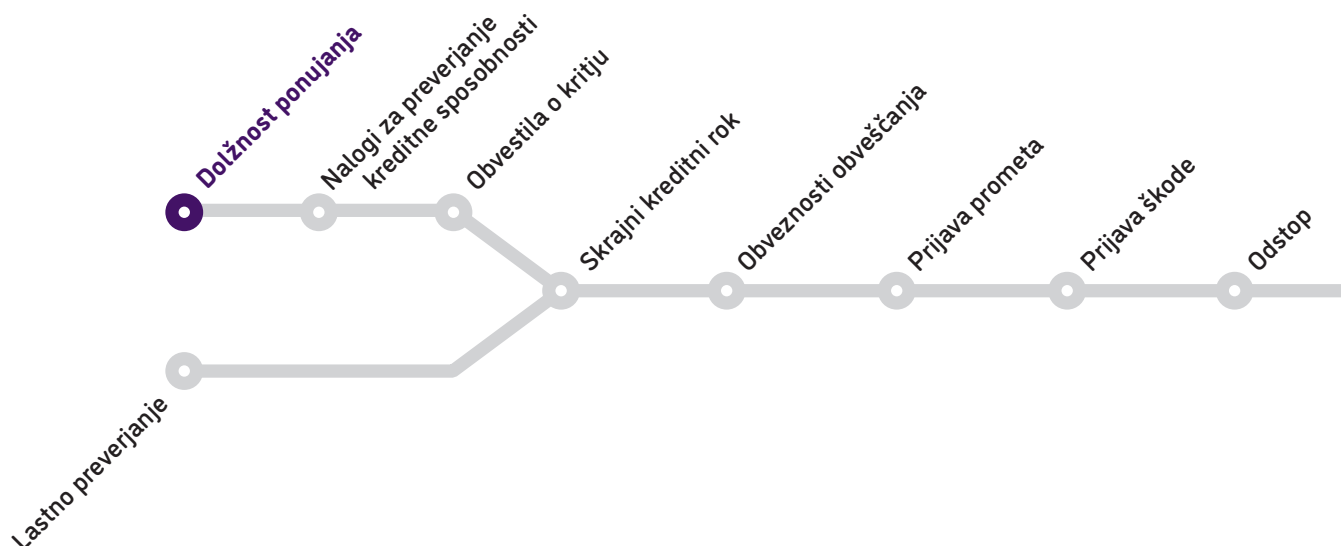 Dolžnost ponujanja
Nalogi za preverjanje
kreditne sposobnosti
Obvestila o kritju
Skrajni kreditni rok
Obveznosti obveščanja
Prijava prometa
Prijava škode
Odstop
Lastno preverjanje